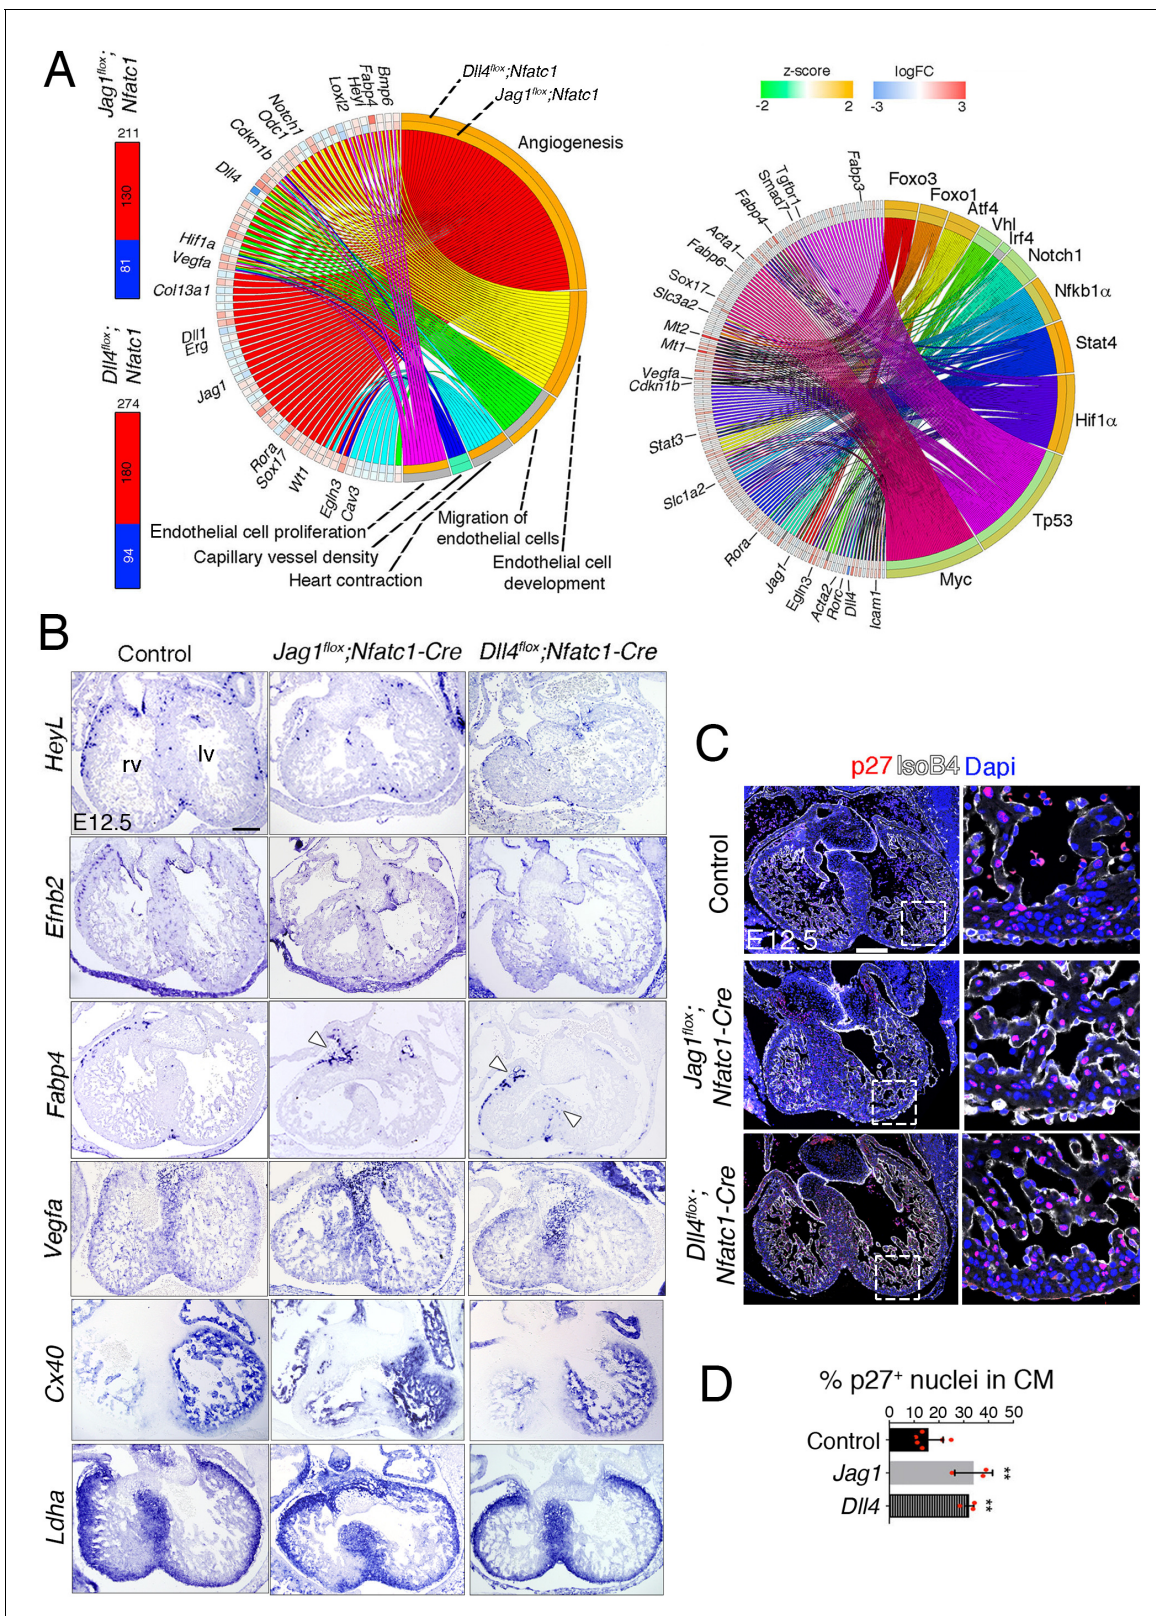 A
Jag1flox;
Nfatc1
211
130
81
Dll4flox;
Nfatc1
274
180
94
Dll4flox;Nfatc1
Jag1flox;Nfatc1
Angiogenesis
Bmp6
Fabp4
Heyl
Loxl2
Notch1
Odc1
Cdkn1b
Dll4
Hif1a
Vegfa
Col13a1
Dll1
Erg
Jag1
Rora
Sox17
Wt1
Egln3
Cav3
Endothelial cell proliferation
Capillary vessel density
Heart contraction
Migration of
endothelial cells
Endothelial cell
development
z-score
-2 2
logFC
-3 3
Foxo3
Foxo1
Atf4
Vhl
Irf4
Notch1
Nfkb1α
Stat4
Hif1α
Tp53
Myc
Fabp3
Tgfbr1
Smad7
Fabp4
Acta1
Fabp6
Sox17
Slc3a2
Mt2
Mt1
Vegfa
Cdkn1b
Stat3
Slc1a2
Rora
Jag1
Egln3
Acta2
Rorc
Dll4
Icam1
B
Control Jag1flox;Nfatc1-Cre Dll4flox;Nfatc1-Cre
HeyL
rv lv
E12.5
Efnb2
Fabp4
Vegfa
Cx40
Ldha
C
p27 IsoB4 Dapi
Control
E12.5
Jag1flox;
Nfatc1-Cre
Dll4flox;
Nfatc1-Cre
D
% p27+ nuclei in CM
0 10 20 30 40 50
Control
Jag1 **
Dll4 **